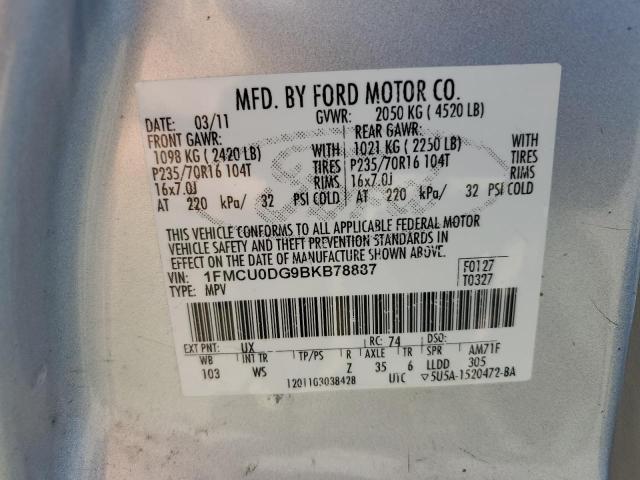 MFD. BY FORD MOTOR CO.
DATE: 03/11 GVWR: 2050 KG ( 4520 LB)
FRONT GAWR: REAR GAWR:
1098 KG ( 2420 LB) WITH 1021 KG ( 2250 LB) WITH
P235/70R16 104T TIRES P235/70R16 104T TIRES
16x7.0J RIMS 16x7.0J RIMS
AT 220 kPa/ 32 PSI COLD AT 220 kPa/ 32 PSI COLD
THIS VEHICLE CONFORMS TO ALL APPLICABLE FEDERAL MOTOR
VEHICLE SAFETY AND THEFT PREVENTION STANDARDS IN
EFFECT ON THE DATE OF MANUFACTURE SHOWN ABOVE.
VIN: 1FMCU0DG9BKB78837 F0127
TYPE: MPV T0327
EXT PNT: UX RC: 74 DSO:
WB INT TR TP/PS R AXLE TR SPR AM71F
103 WS Z 35 6 LLDD 305
12011G3038428 UTC ▽5U5A-1520472-BA